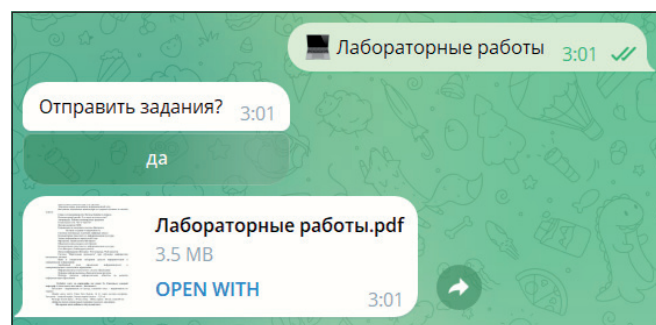 💻 Лабораторные работы 3:01
Отправить задания? 3:01
да
Лабораторные работы.pdf
3.5 MB
OPEN WITH 3:01